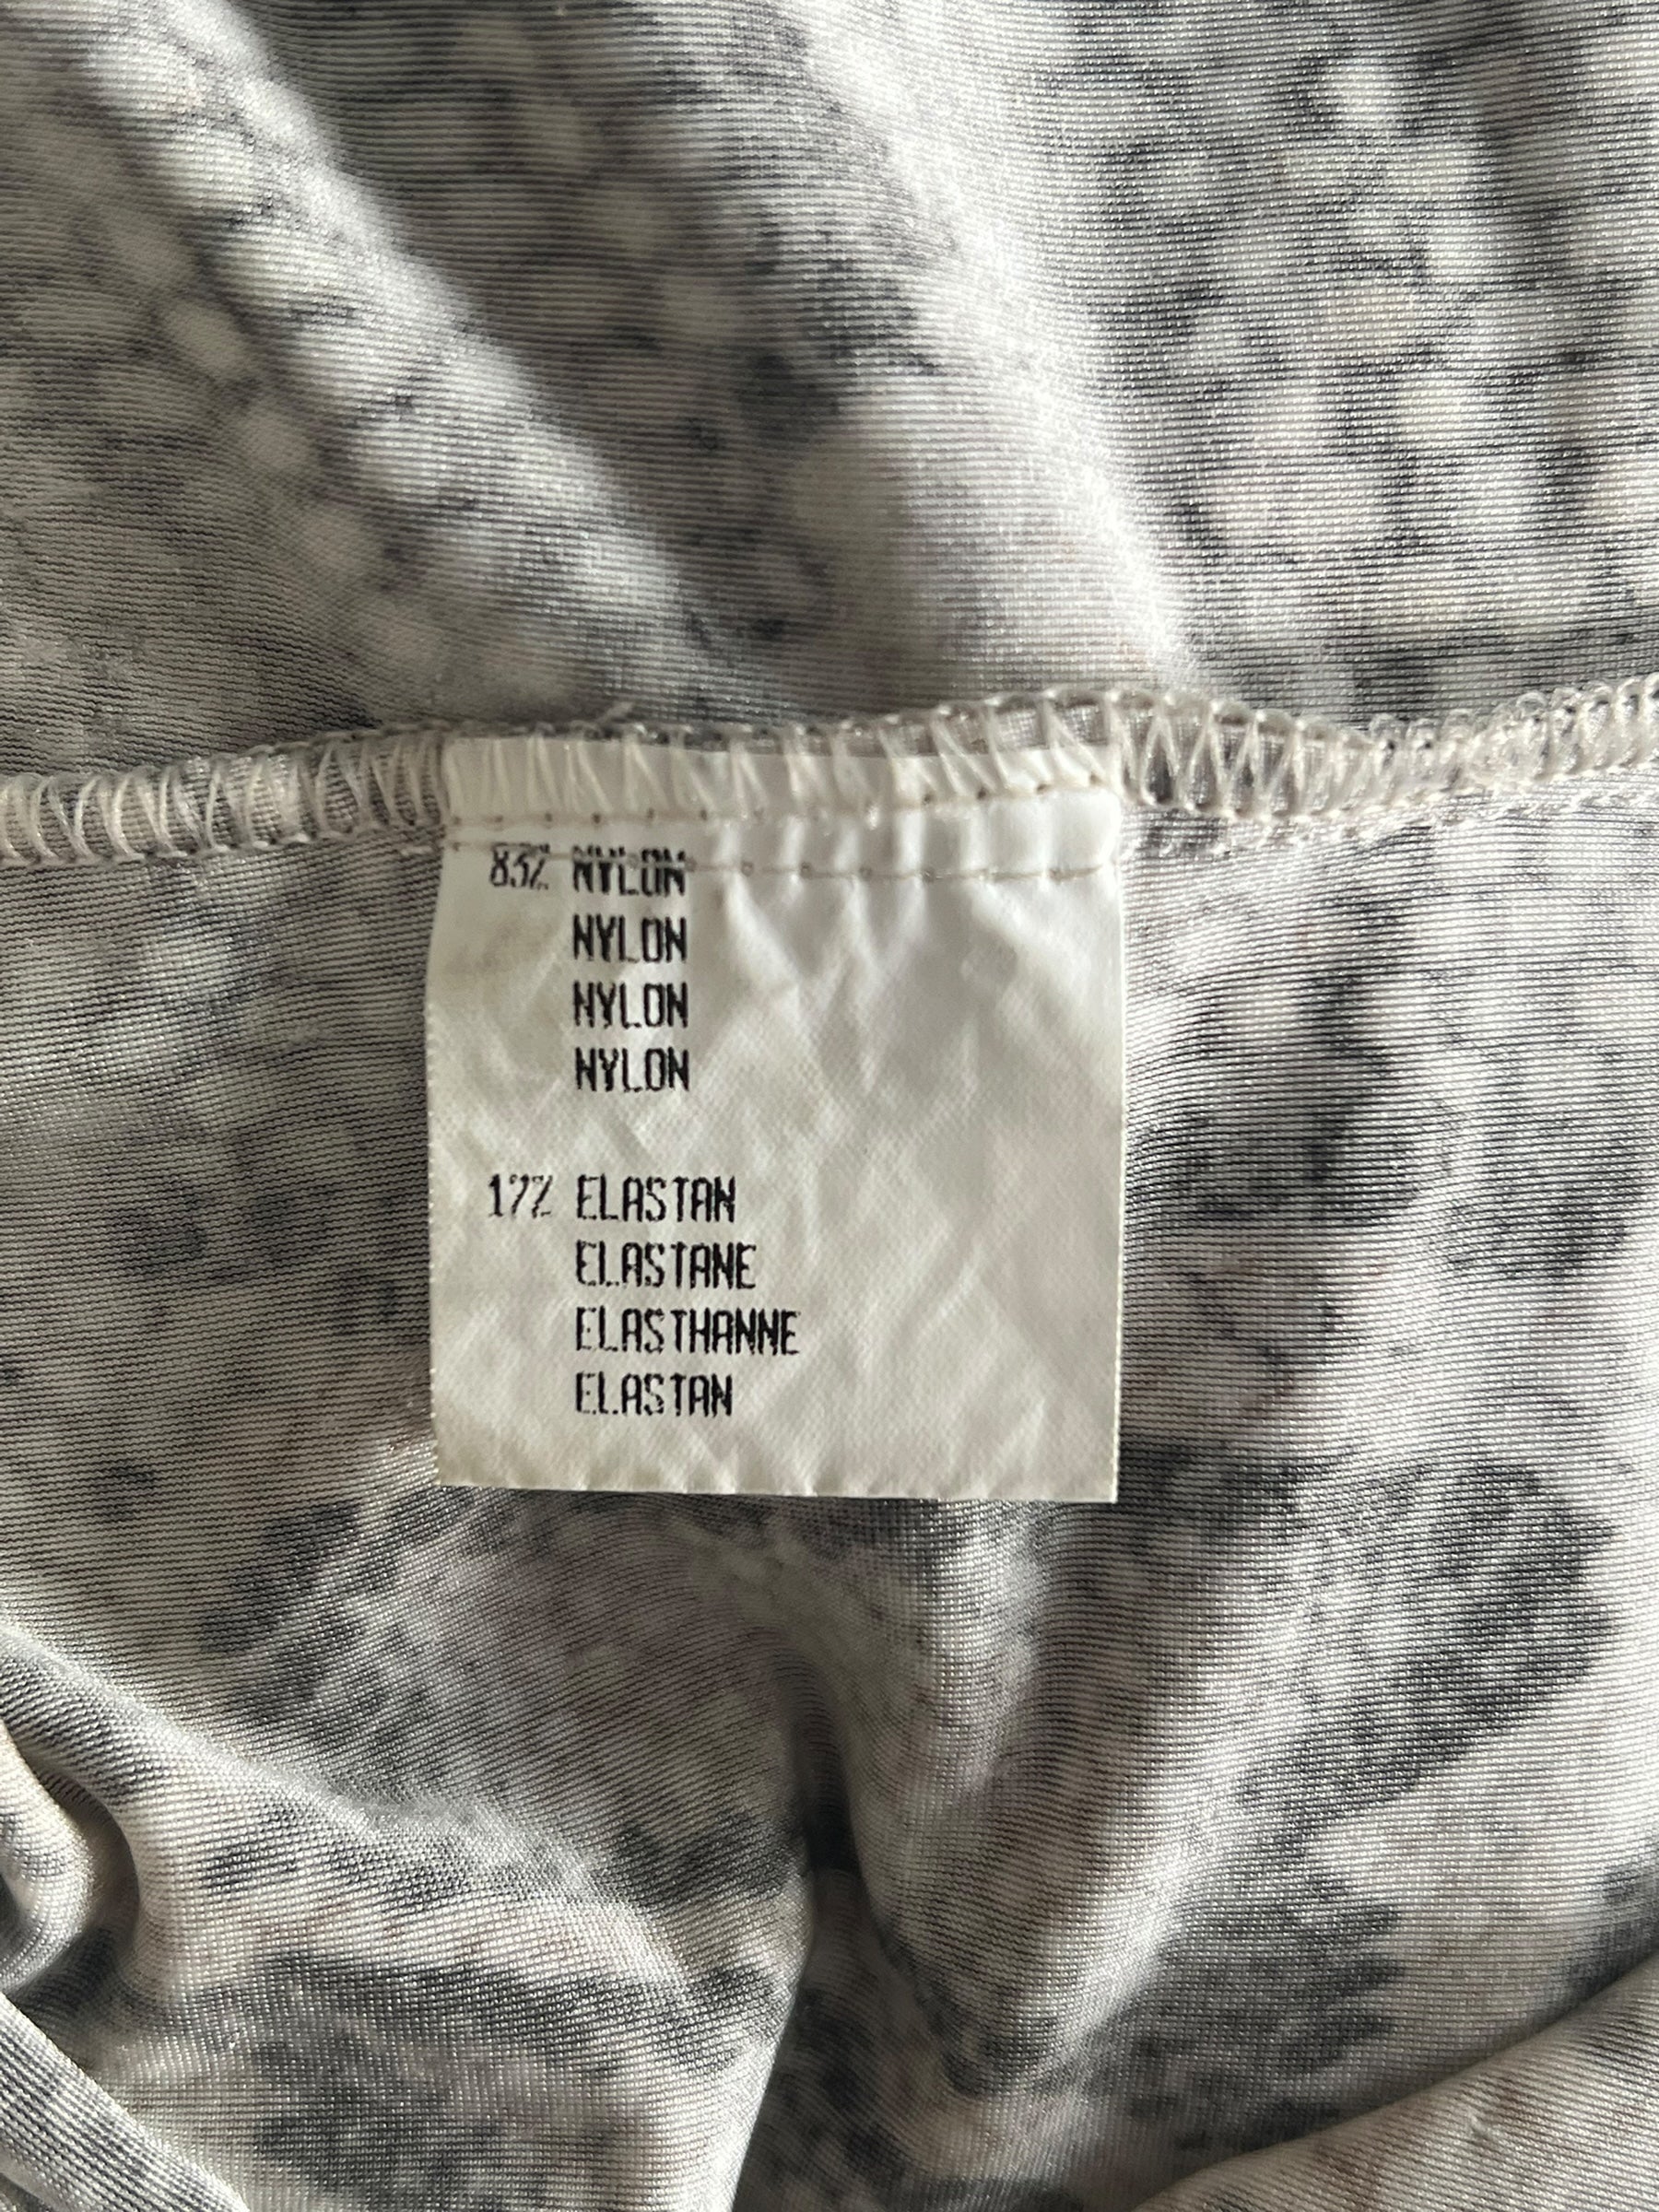 83% NYLON
NYLON
NYLON
NYLON
17% ELASTAN
ELASTANE
ELASTHANNE
ELASTAN